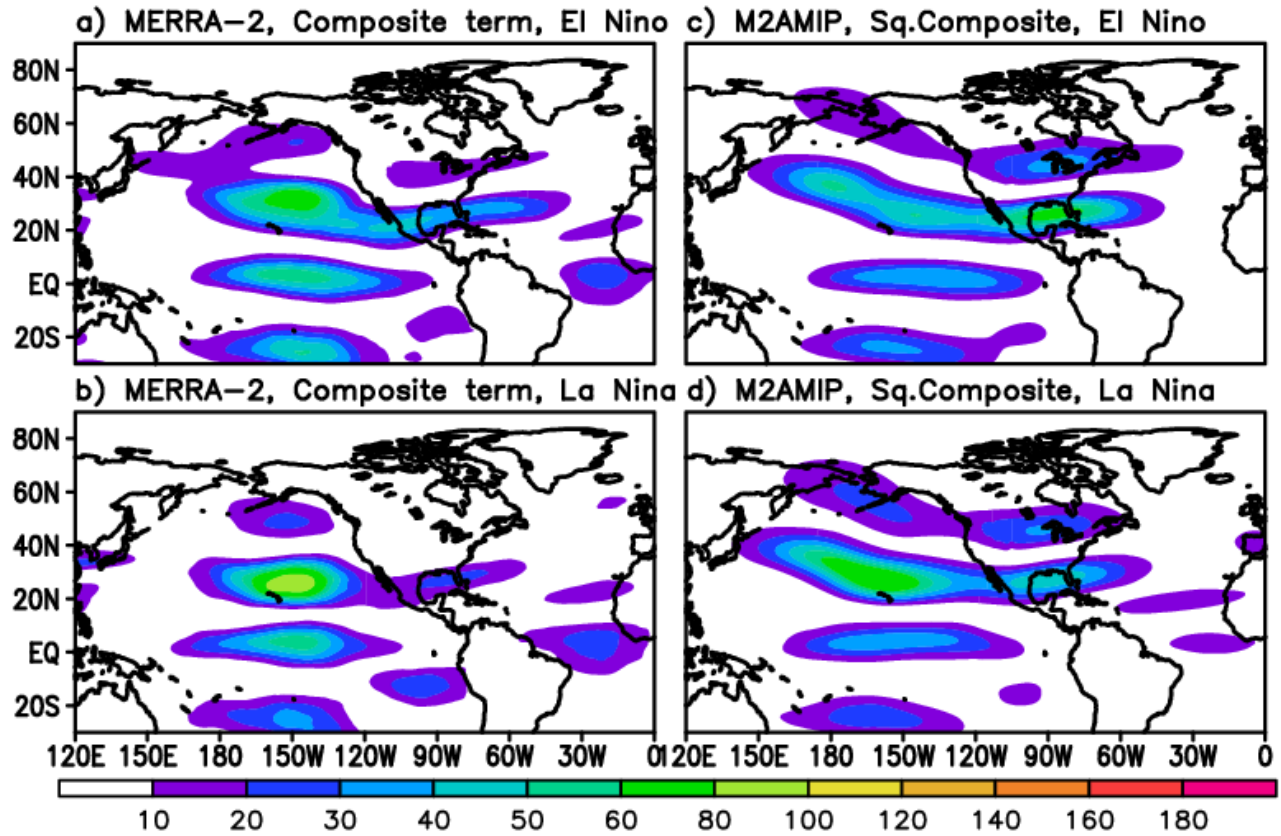 a) MERRA-2, Composite term, El Nino
c) M2AMIP, Sq.Composite, El Nino
80N
60N
40N
20N
EQ
20S
b) MERRA-2, Composite term, La Nina
d) M2AMIP, Sq.Composite, La Nina
80N
60N
40N
20N
EQ
20S
120E 150E 180 150W 120W 90W 60W 30W 0
120E 150E 180 150W 120W 90W 60W 30W 0
10 20 30 40 50 60 80 100 120 140 160 180